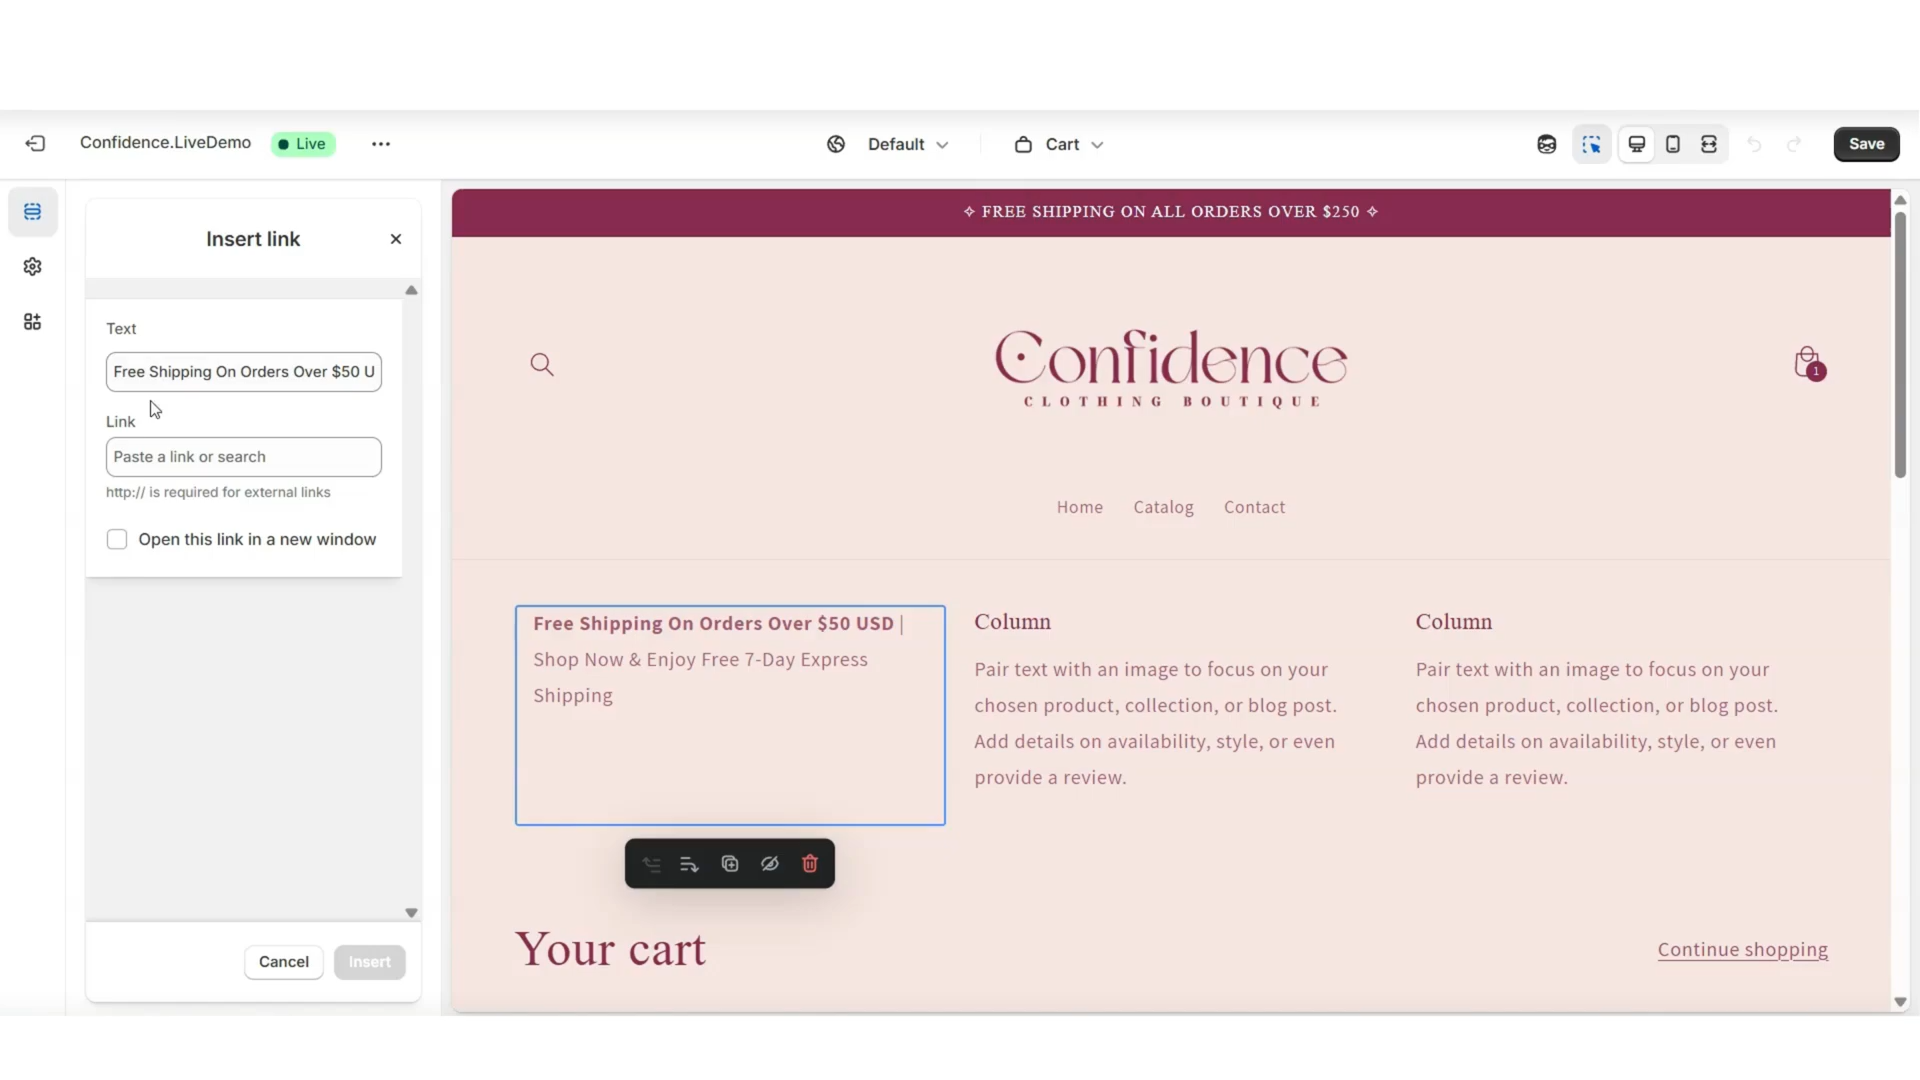 Confidence.LiveDemo
Live
Default
Cart
Save
Insert link
Text
Free Shipping On Orders Over $50 U
Link
Paste a link or search
http:// is required for external links
Open this link in a new window
Cancel
Insert
✧ FREE SHIPPING ON ALL ORDERS OVER $250 ✧
Confidence
CLOTHING BOUTIQUE
1
Home
Catalog
Contact
Free Shipping On Orders Over $50 USD |
Shop Now & Enjoy Free 7-Day Express
Shipping
Column
Pair text with an image to focus on your
chosen product, collection, or blog post.
Add details on availability, style, or even
provide a review.
Column
Pair text with an image to focus on your
chosen product, collection, or blog post.
Add details on availability, style, or even
provide a review.
Your cart
Continue shopping